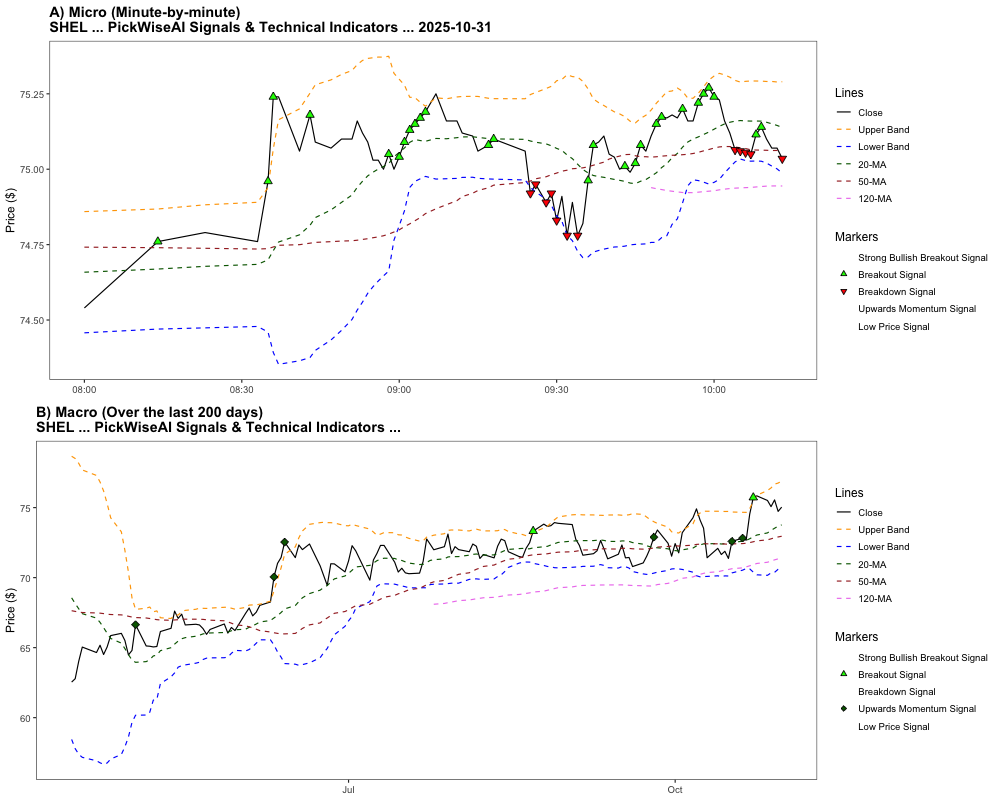 A) Micro (Minute-by-minute)
SHEL ... PickWiseAI Signals & Technical Indicators ... 2025-10-31
Price ($)
75.25
75.00
74.75
74.50
08:00
08:30
09:00
09:30
10:00
Lines
Close
Upper Band
Lower Band
20-MA
50-MA
120-MA
Markers
Strong Bullish Breakout Signal
Breakout Signal
Breakdown Signal
Upwards Momentum Signal
Low Price Signal
B) Macro (Over the last 200 days)
SHEL ... PickWiseAI Signals & Technical Indicators ...
Price ($)
75
70
65
60
Jul
Oct
Lines
Close
Upper Band
Lower Band
20-MA
50-MA
120-MA
Markers
Strong Bullish Breakout Signal
Breakout Signal
Breakdown Signal
Upwards Momentum Signal
Low Price Signal